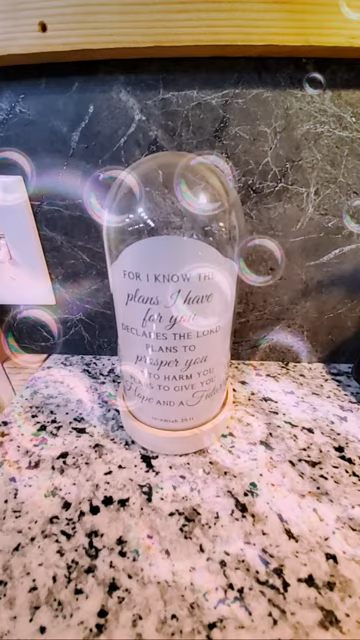 FOR I KNOW THE
plans I have
for you
DECLARES THE LORD
PLANS TO
prosper you
TO HARM YOU
TO GIVE YOU
Hope AND A Future